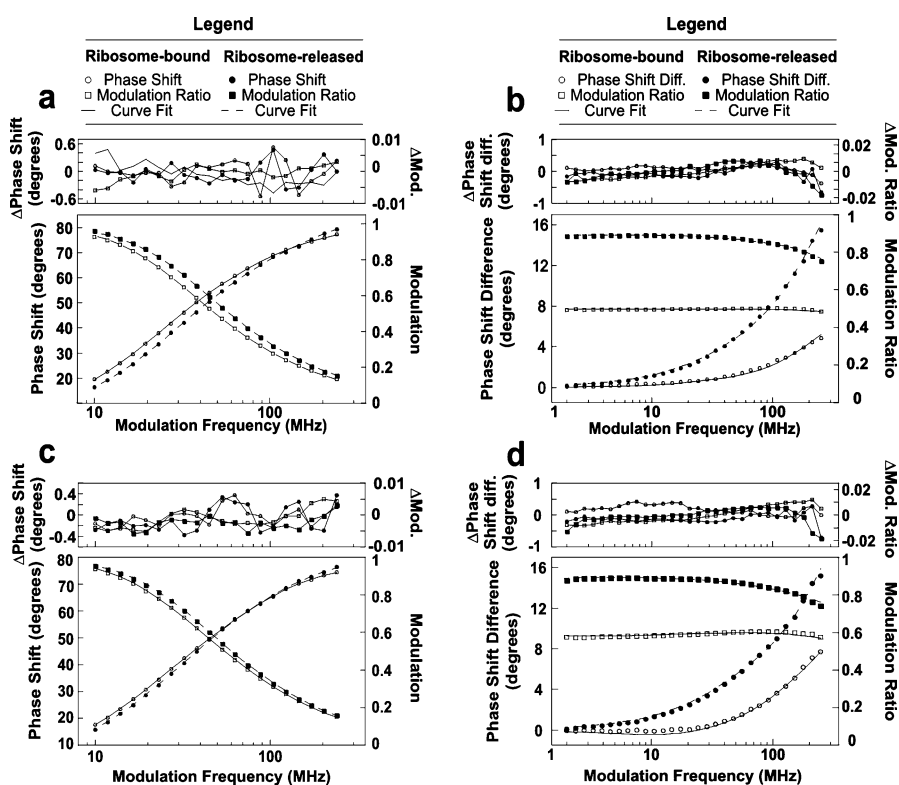 Legend
Ribosome-bound Ribosome-released
Phase Shift Phase Shift
Modulation Ratio Modulation Ratio
Curve Fit Curve Fit
a
ΔPhase Shift
(degrees)
0.6
0
-0.6
0.01
0
-0.01
ΔMod.
Phase Shift (degrees)
80
70
60
50
40
30
20
1
0.8
0.6
0.4
0.2
0
Modulation
10 100
Modulation Frequency (MHz)
Legend
Ribosome-bound Ribosome-released
Phase Shift Diff. Phase Shift Diff.
Modulation Ratio Modulation Ratio
Curve Fit Curve Fit
b
ΔPhase
Shift diff.
(degrees)
1
0
-1
0.02
0
-0.02
ΔMod. Ratio
Phase Shift Difference
(degrees)
16
12
8
4
0
1
0.8
0.6
0.4
0.2
0
Modulation Ratio
1 10 100
Modulation Frequency (MHz)
c
ΔPhase Shift
(degrees)
0.4
0
-0.4
0.01
0
-0.01
ΔMod.
Phase Shift (degrees)
80
70
60
50
40
30
20
10
1
0.8
0.6
0.4
0.2
0
Modulation
10 100
Modulation Frequency (MHz)
d
ΔPhase
Shift diff.
(degrees)
1
0
1
0.02
0
-0.02
ΔMod. Ratio
Phase Shift Difference
(degrees)
16
12
8
4
0
1
0.8
0.6
0.4
0.2
0
Modulation Ratio
1 10 100
Modulation Frequency (MHz)